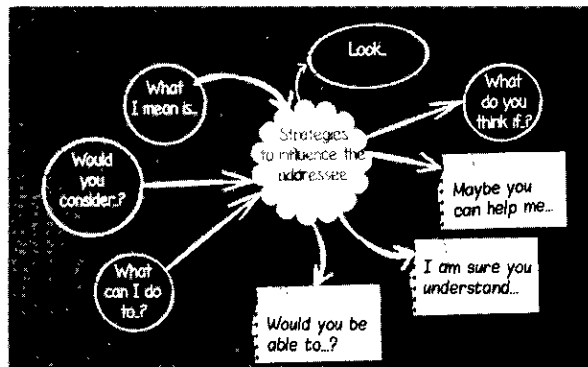 Look..
What
I mean is..
What
do you
think if..?
Strategies
to influence the
addressee
Would
you
consider..?
Maybe you
can help me...
What
can I do
to..?
I am sure you
understand...
Would you be
able to...?